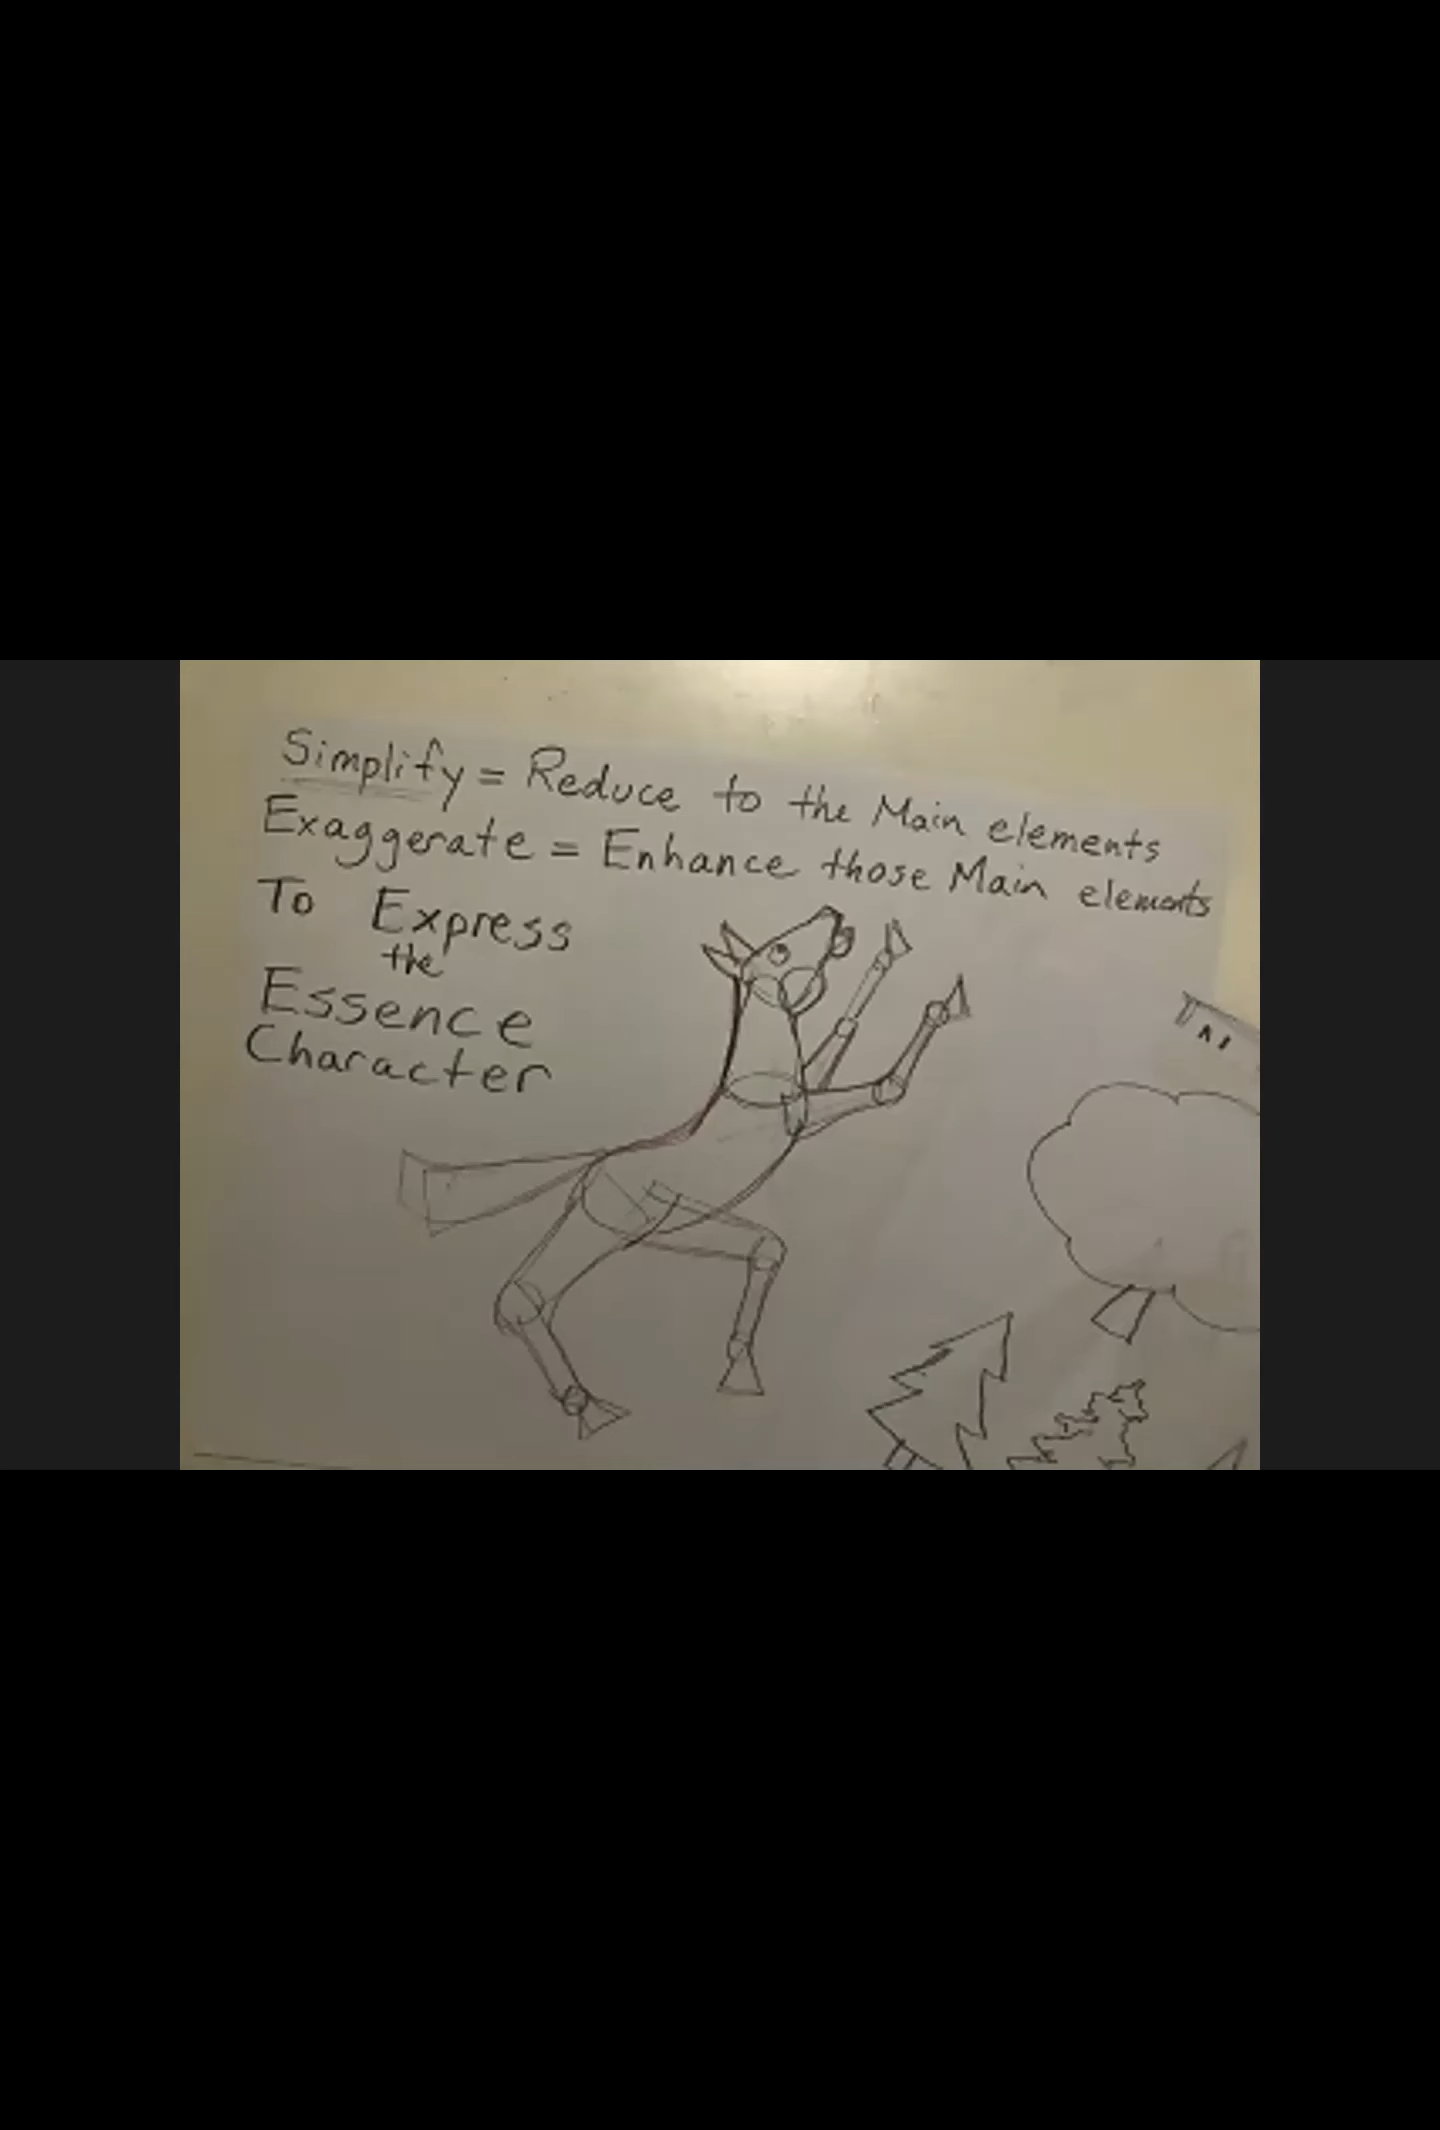 Simplify = Reduce to the Main elements
Exaggerate = Enhance those Main elements
To Express
the
Essence
Character